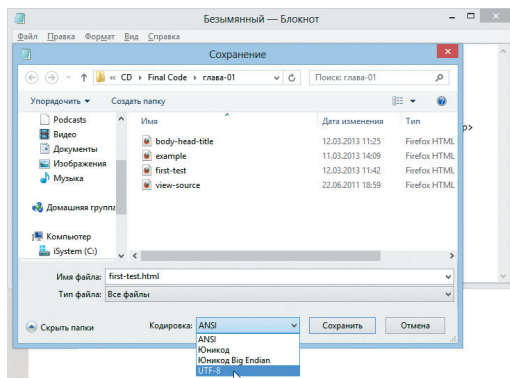 Безымянный — Блокнот
Файл Правка Формат Вид Справка
Сохранение
« CD Final Code глава-01 Поиск: глава-01
Упорядочить Создать папку
Имя Дата изменения Тип
Podcasts
Видео
Документы
Изображения
Музыка
Домашняя группа
Компьютер
iSystem (C:)
body-head-title 12.03.2013 11:25 Firefox HTML
example 11.03.2013 14:09 Firefox HTML
first-test 12.03.2013 11:42 Firefox HTML
view-source 22.06.2011 18:59 Firefox HTML
p>
Имя файла: first-test.html
Тип файла: Все файлы
Скрыть папки Кодировка: ANSI Сохранить Отмена
ANSI
Юникод
Юникод Big Endian
UTF-8